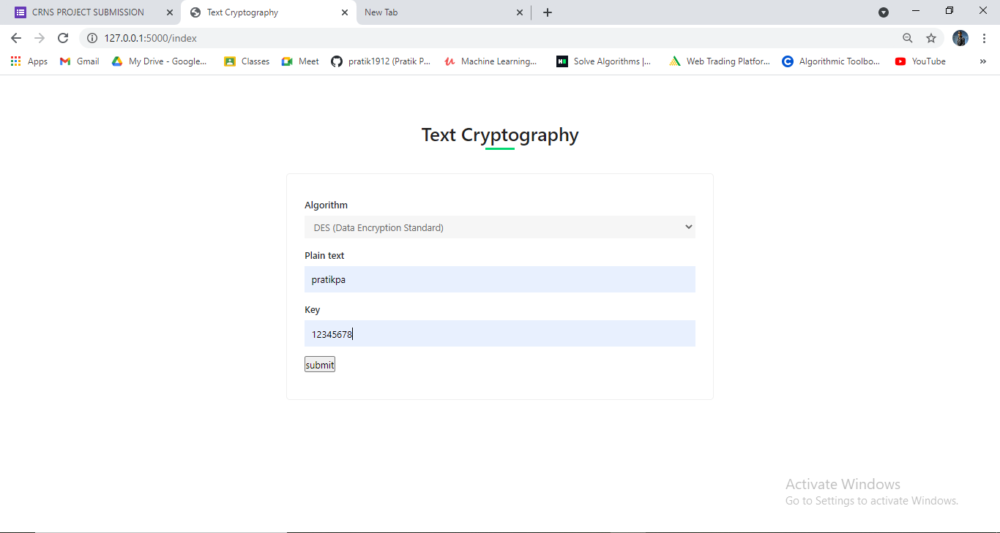 CRNS PROJECT SUBMISSION Text Cryptography New Tab
127.0.0.1:5000/index
Apps Gmail My Drive - Google... Classes Meet pratik1912 (Pratik P... Machine Learning... Solve Algorithms |... Web Trading Platfor... Algorithmic Toolbo... YouTube »
Text Cryptography
Algorithm
DES (Data Encryption Standard)
Plain text
pratikpa
Key
12345678
submit
Activate Windows
Go to Settings to activate Windows.